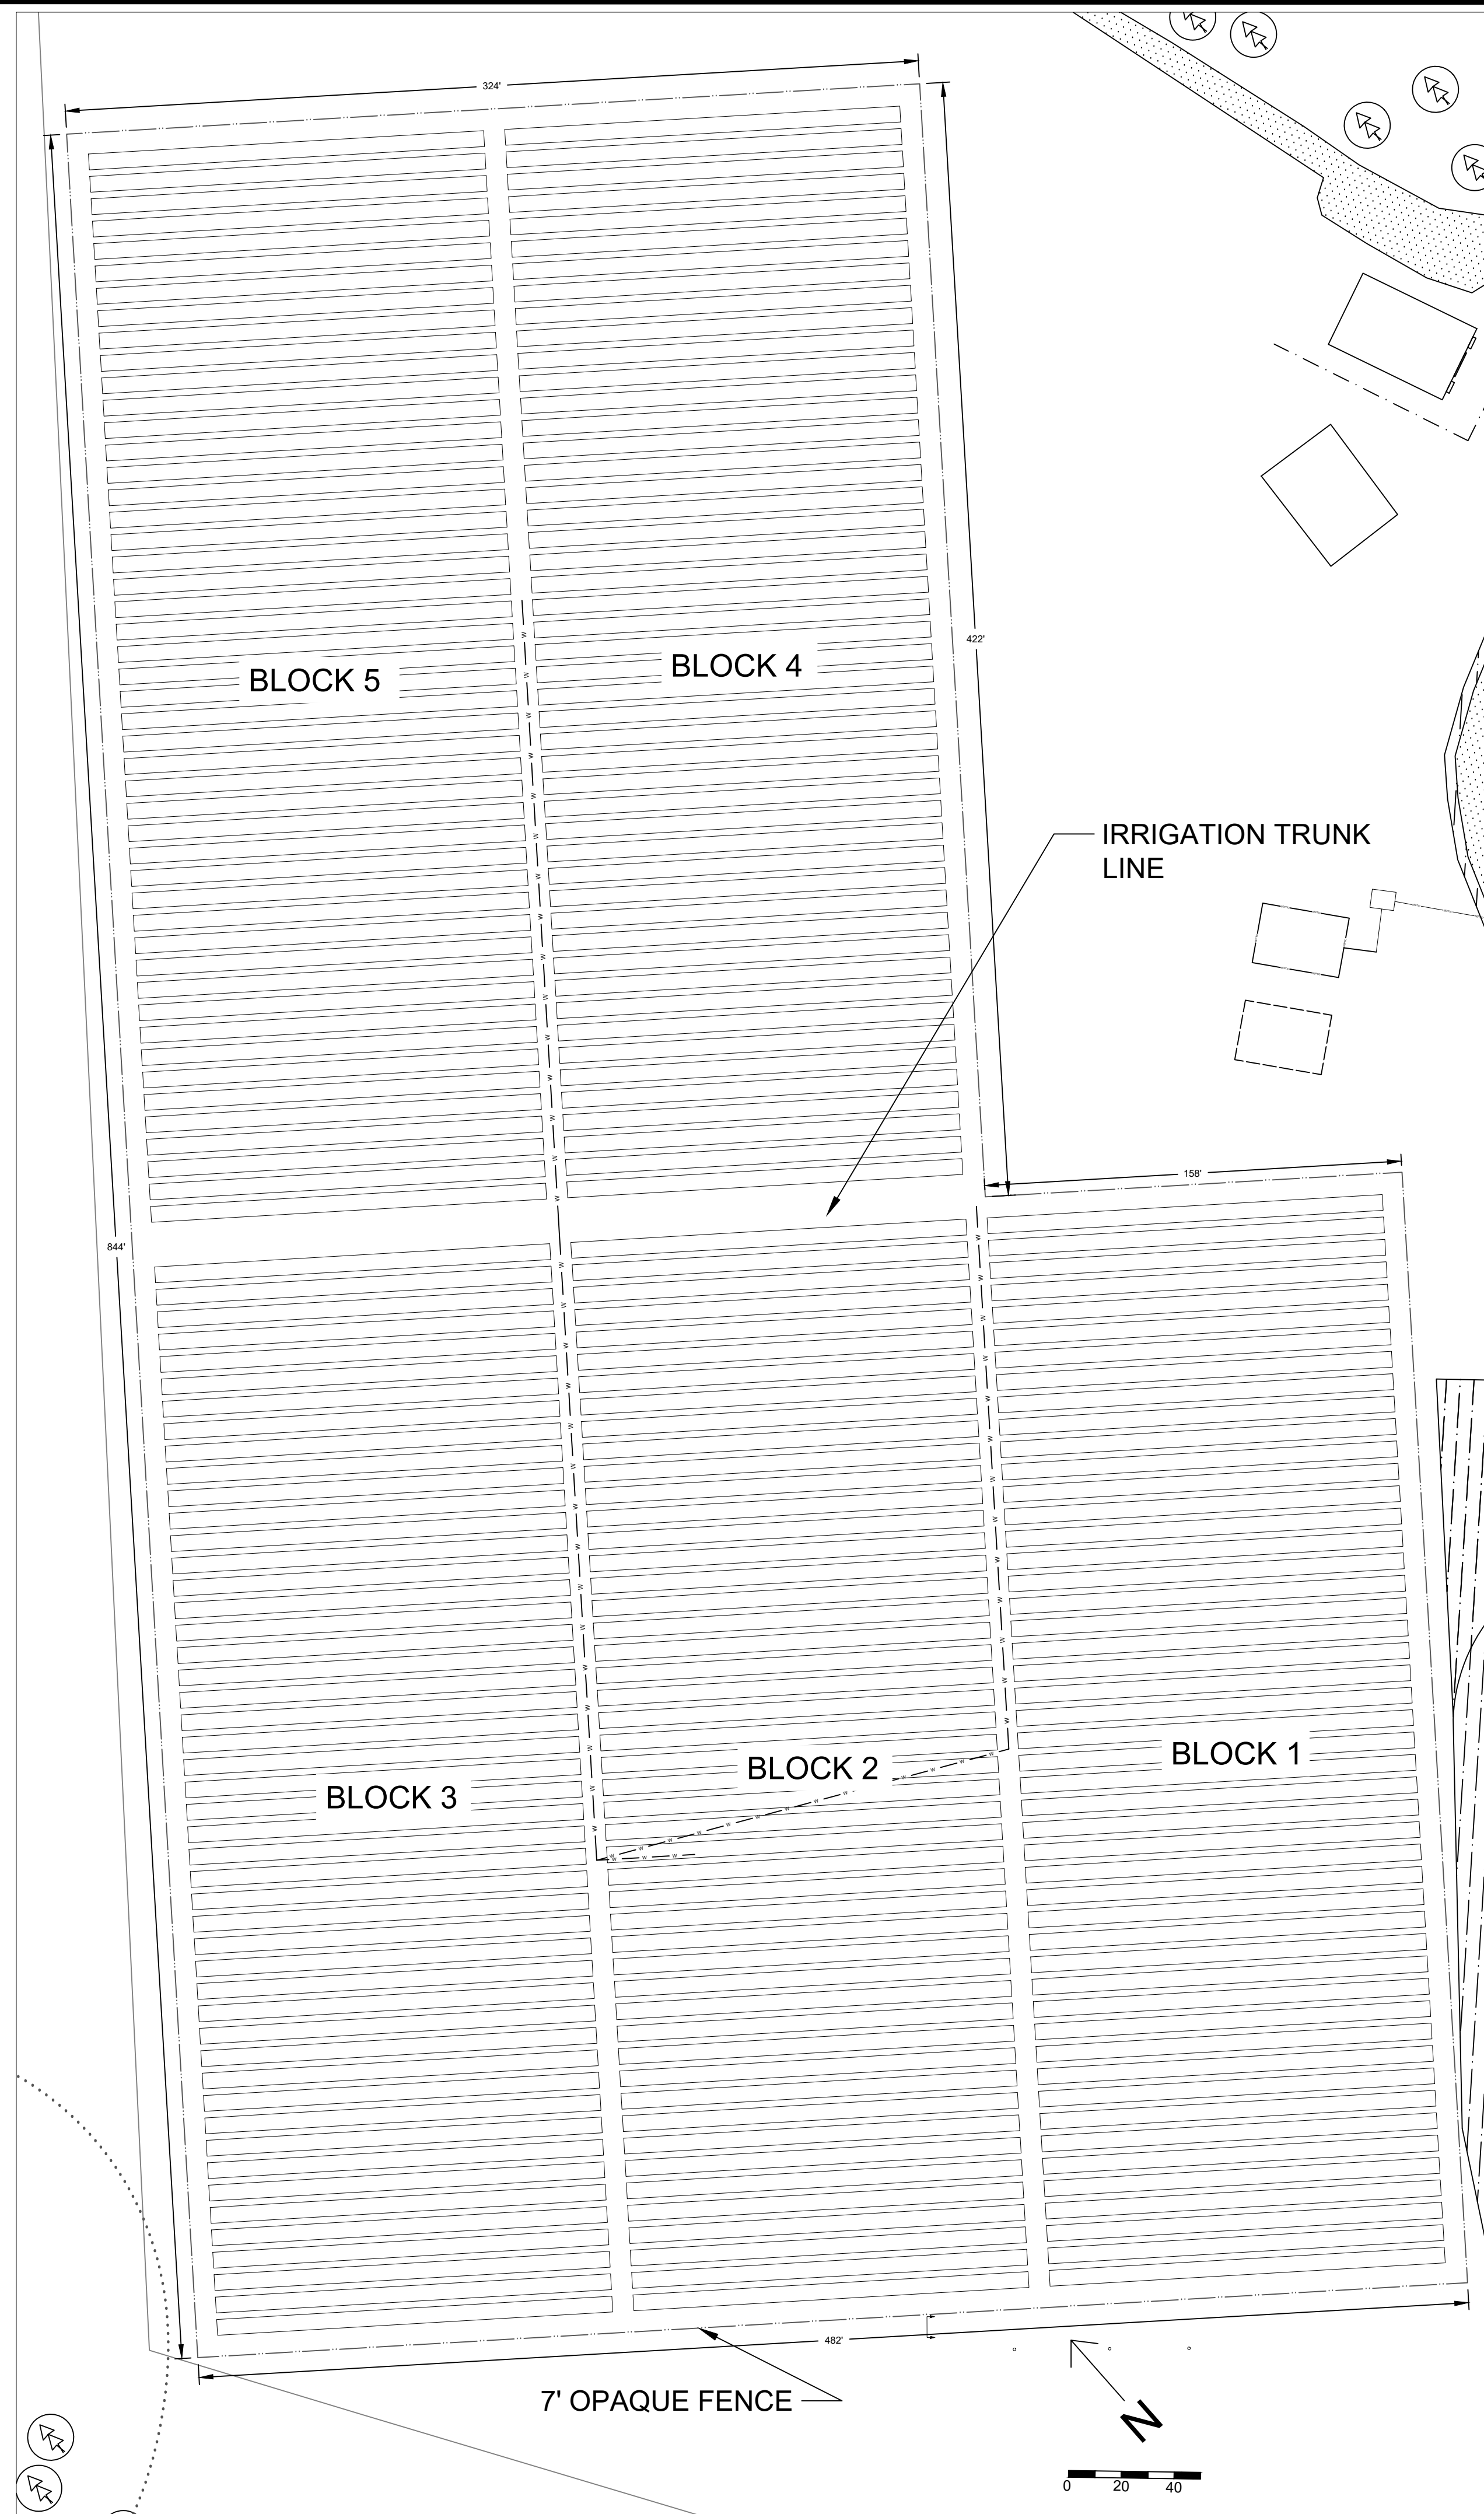 324'
BLOCK 5
BLOCK 4
422'
IRRIGATION TRUNK
LINE
158'
844'
BLOCK 3
BLOCK 2
BLOCK 1
482'
7' OPAQUE FENCE
N
0 20 40